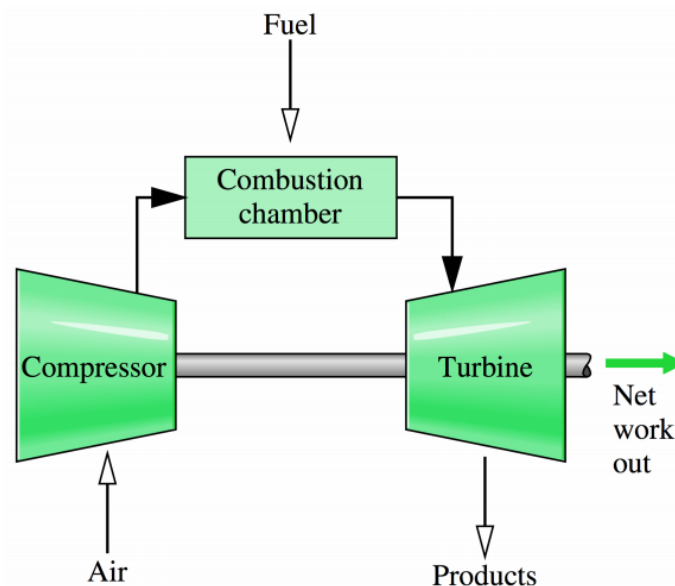 Fuel
Combustion
chamber
Compressor
Turbine
Net
work
out
Air
Products